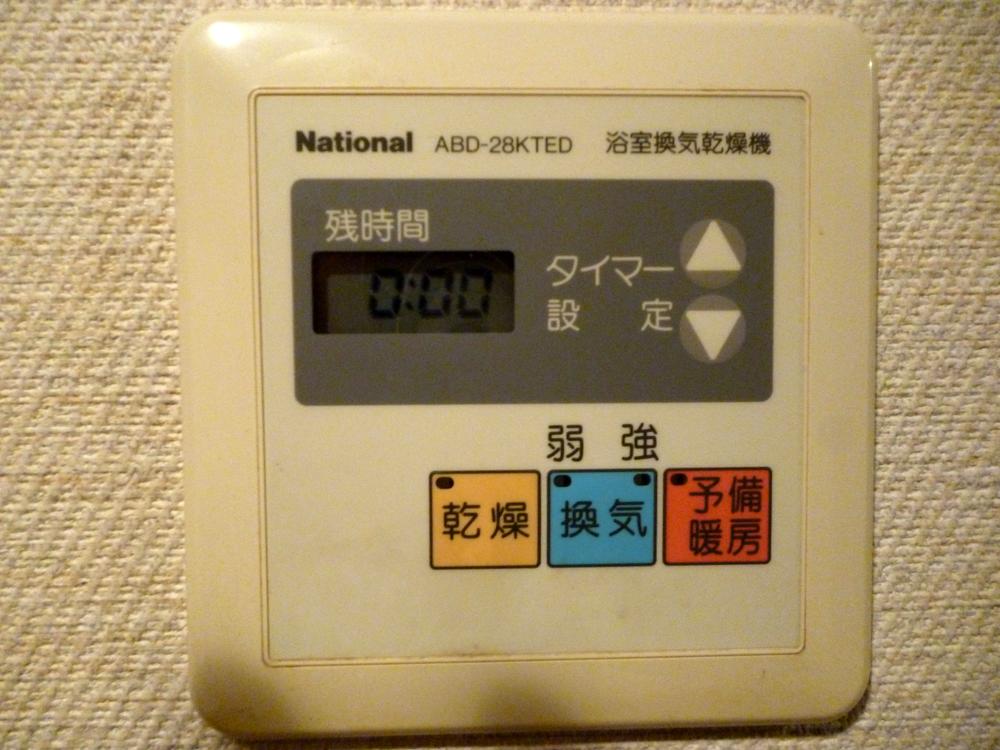 National ABD-28KTED 浴室換気乾燥機
残時間
0:00
タイマー
設 定
弱 強
乾燥 換気 予備
暖房